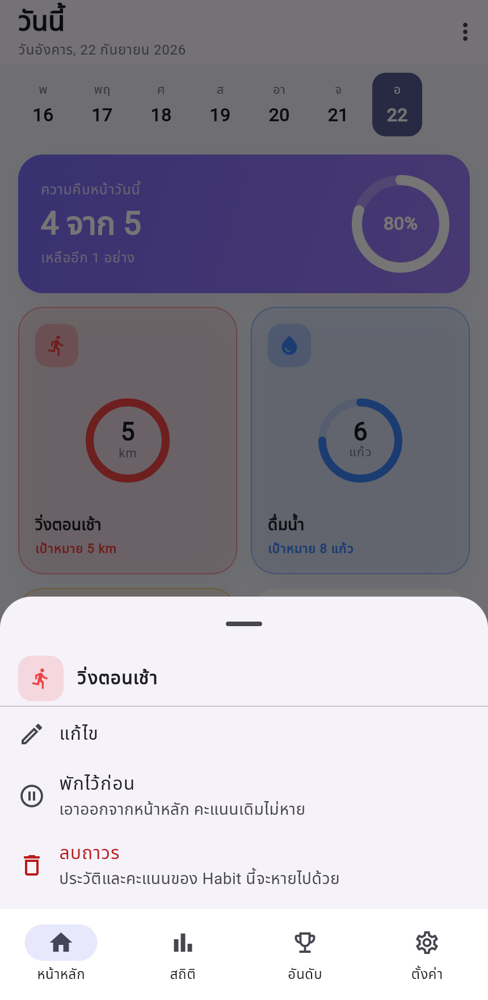 วันนี้
วันอังคาร, 22 กันยายน 2026
พ พฤ ศ ส อา จ อ
16 17 18 19 20 21 22
ความคืบหน้าวันนี้
4 จาก 5
เหลืออีก 1 อย่าง
80%
5
km
วิ่งตอนเช้า
เป้าหมาย 5 km
6
แก้ว
ดื่มน้ำ
เป้าหมาย 8 แก้ว
วิ่งตอนเช้า
แก้ไข
พักไว้ก่อน
เอาออกจากหน้าหลัก คะแนนเดิมไม่หาย
ลบถาวร
ประวัติและคะแนนของ Habit นี้จะหายไปด้วย
หน้าหลัก สถิติ อันดับ ตั้งค่า